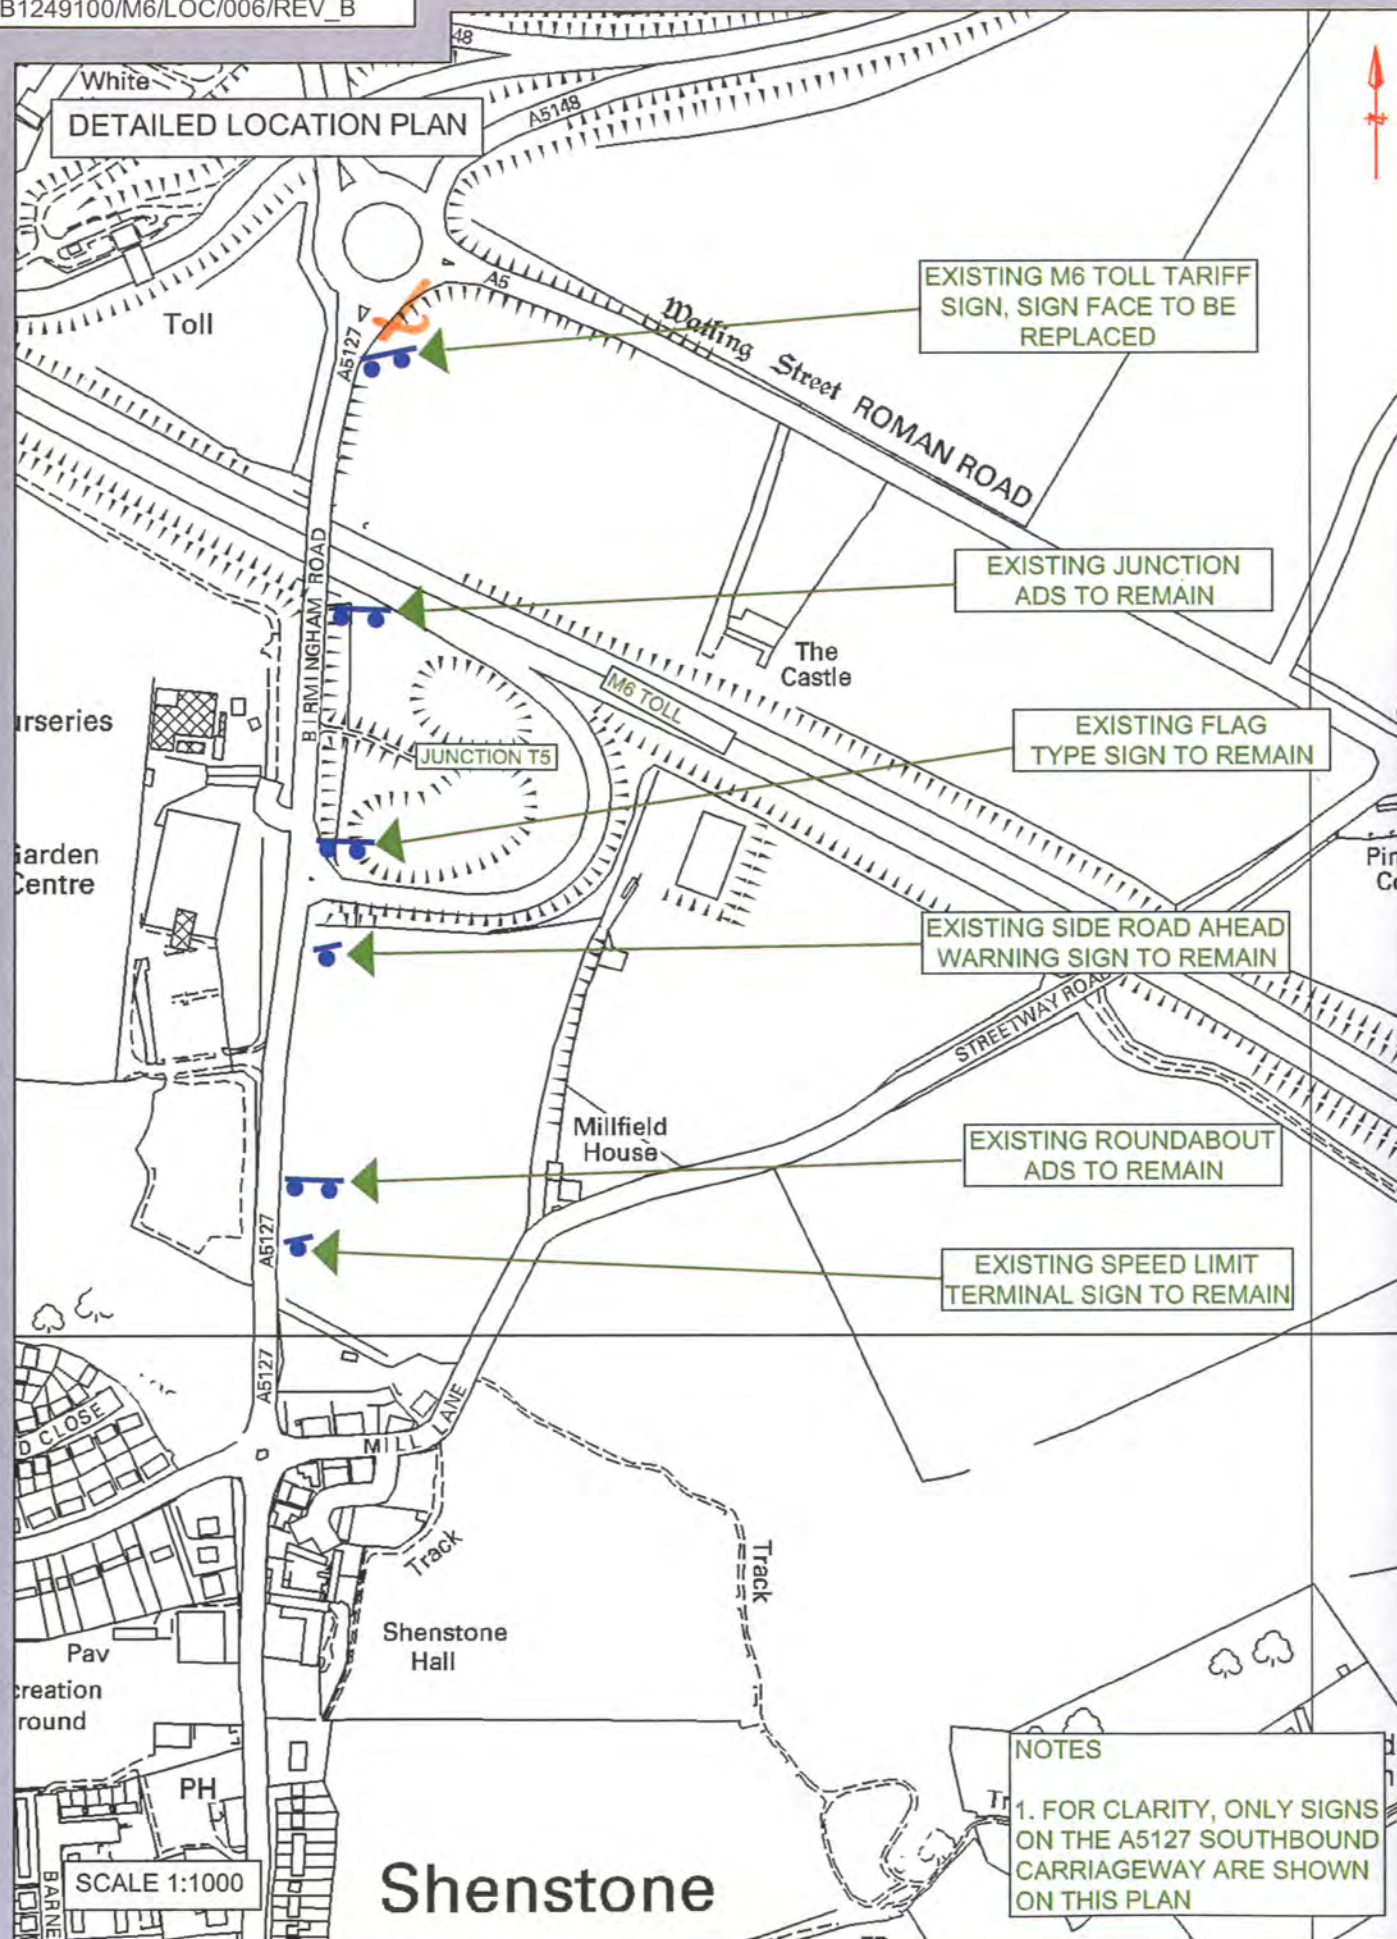 B1249100/M6/LOC/006/REV_B
48
White
DETAILED LOCATION PLAN
A5148
N
EXISTING M6 TOLL TARIFF
SIGN, SIGN FACE TO BE
REPLACED
A5
Toll
A5127
Watling Street ROMAN ROAD
EXISTING JUNCTION
ADS TO REMAIN
BIRMINGHAM ROAD
The
Castle
M6 TOLL
urseries
EXISTING FLAG
TYPE SIGN TO REMAIN
JUNCTION T5
Garden
Centre
Pin
EXISTING SIDE ROAD AHEAD
WARNING SIGN TO REMAIN
STREETWAY ROAD
Millfield
House
EXISTING ROUNDABOUT
ADS TO REMAIN
A5127
EXISTING SPEED LIMIT
TERMINAL SIGN TO REMAIN
A5127
D CLOSE
MILL LANE
Track
Track
Shenstone
Hall
Pav
creation
round
PH
NOTES
1. FOR CLARITY, ONLY SIGNS
ON THE A5127 SOUTHBOUND
CARRIAGEWAY ARE SHOWN
ON THIS PLAN
Tr
SCALE 1:1000
BARNE
Shenstone